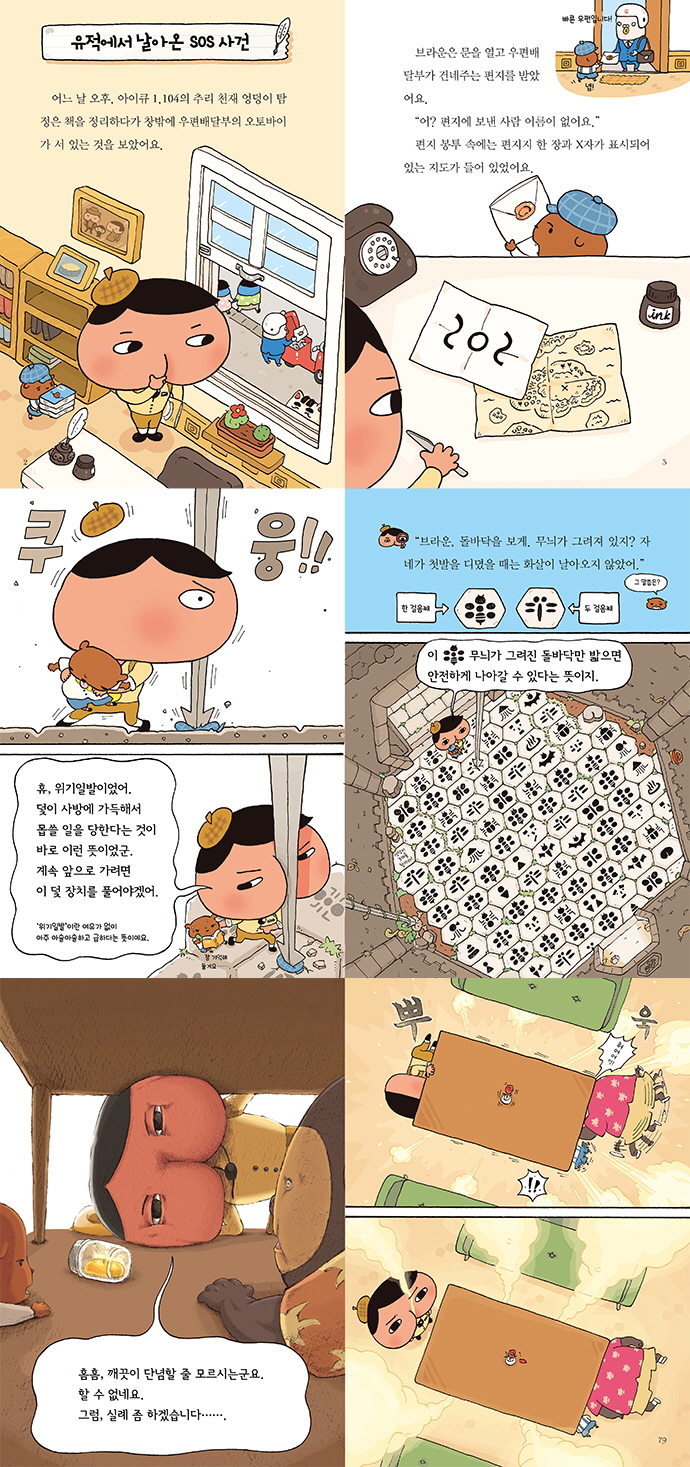 유적에서 날아온 SOS 사건
어느 날 오후. 아이큐 1,104의 추리 천재 엉덩이 탐
정은 책을 정리하다가 창밖에 우편배달부의 오토바이
가 서 있는 것을 보았어요.
2
빠른 우편입니다!
넵!
브라운은 문을 열고 우편배
달부가 건네주는 편지를 받았
어요.
“어? 편지에 보낸 사람 이름이 없어요.”
편지 봉투 속에는 편지지 한 장과 X자가 표시되어
있는 지도가 들어 있었어요.
ink
202
3
쿠
웅!!
휴, 위기일발이었어.
덫이 사방에 가득해서
몹쓸 일을 당한다는 것이
바로 이런 뜻이었군.
계속 앞으로 가려면
이 덫 장치를 풀어야겠어.
‘위기일발’이란 여유가 없이
아주 아슬아슬하고 급하다는 뜻이에요.
잘 기억해
둘게요……
“브라운, 돌바닥을 보게. 무늬가 그려져 있지? 자
네가 첫발을 디뎠을 때는 화살이 날아오지 않았어.”
그 말씀은?
한 걸음째
두 걸음째
이 무늬가 그려진 돌바닥만 밟으면
안전하게 나아갈 수 있다는 뜻이지.
흠흠, 깨끗이 단념할 줄 모르시는군요.
할 수 없네요.
그럼, 실례 좀 하겠습니다…….
뿌
욱
!!
79